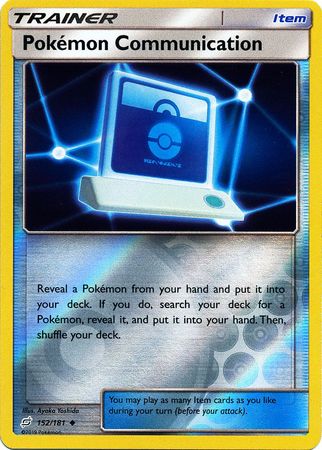 TRAINER
Item
Pokémon Communication
Reveal a Pokémon from your hand and put it into
your deck. If you do, search your deck for a
Pokémon, reveal it, and put it into your hand. Then,
shuffle your deck.
Illus. Ayaka Yoshida
152/181
©2019 Pokémon
You may play as many Item cards as you like
during your turn (before your attack).